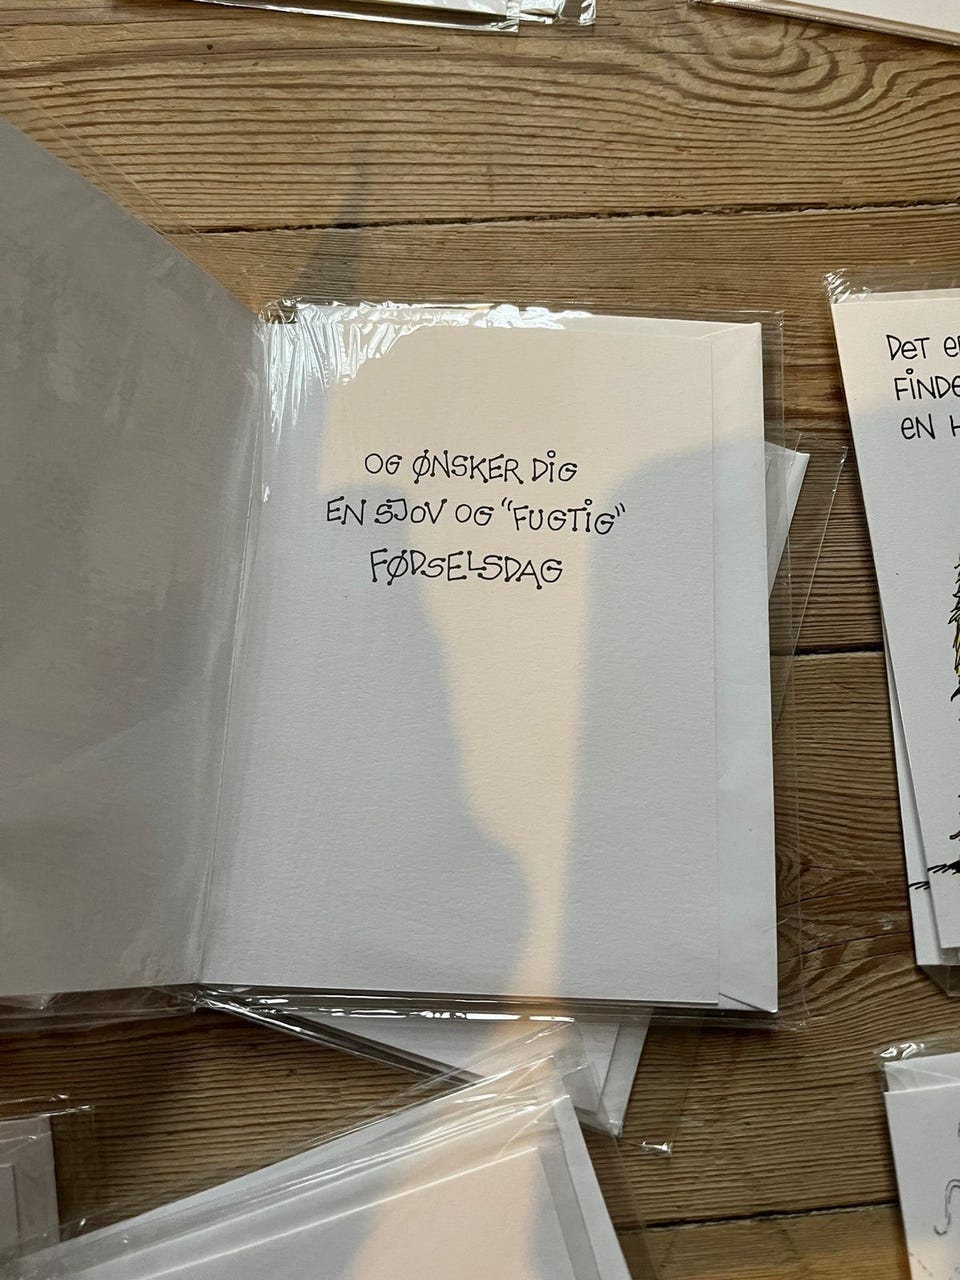 OG ØNSKER DIG
EN SJOV OG "FUGTIG"
FØDSELSDAG
DET
FINDE
EN H